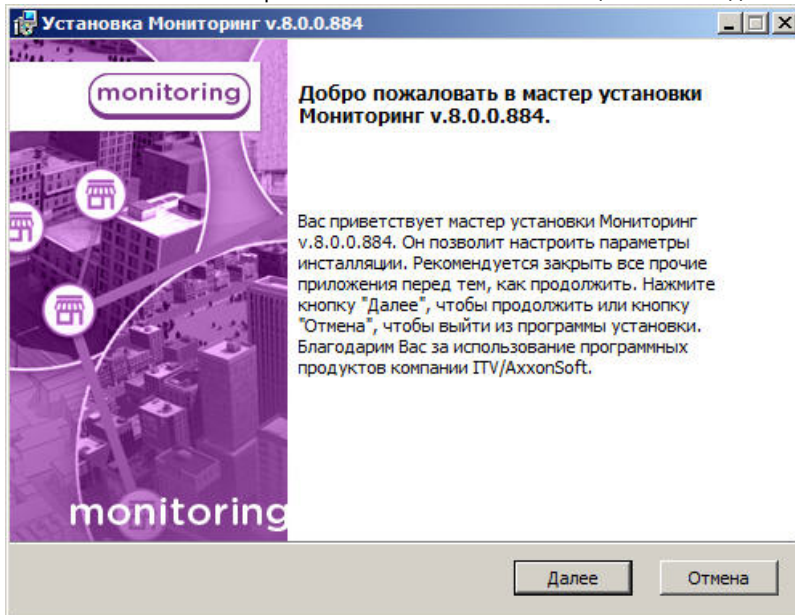 Установка Мониторинг v.8.0.0.884
monitoring
Добро пожаловать в мастер установки
Мониторинг v.8.0.0.884.
Вас приветствует мастер установки Мониторинг
v.8.0.0.884. Он позволит настроить параметры
инсталляции. Рекомендуется закрыть все прочие
приложения перед тем, как продолжить. Нажмите
кнопку "Далее", чтобы продолжить или кнопку
"Отмена", чтобы выйти из программы установки.
Благодарим Вас за использование программных
продуктов компании ITV/AxxonSoft.
monitoring
Далее
Отмена